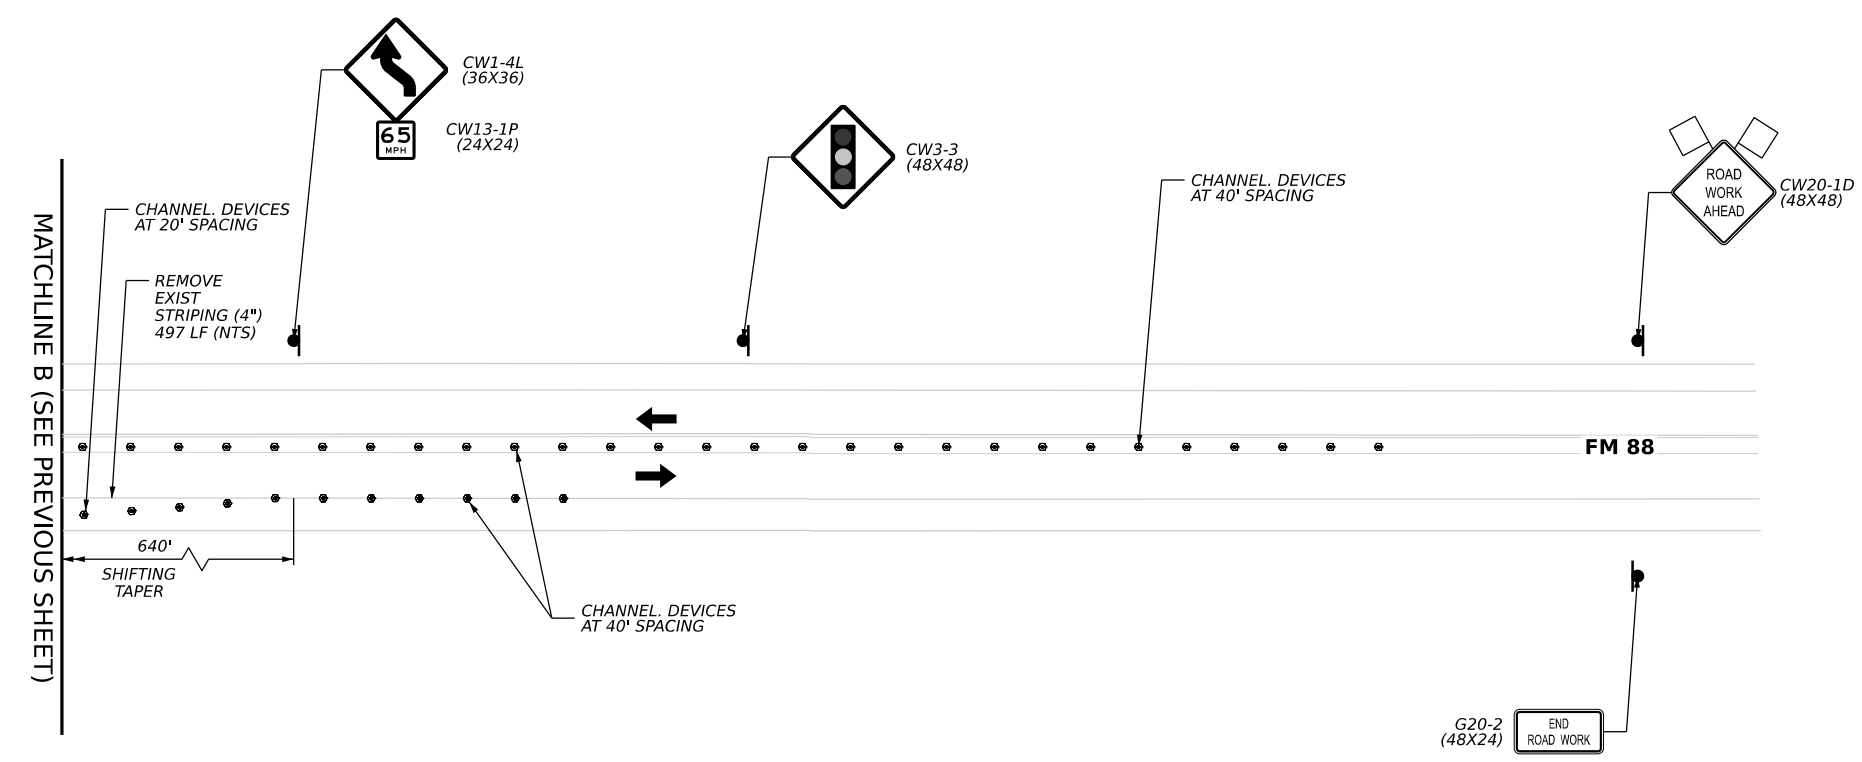 CW1-4L
(36X36)
65
MPH
CW13-1P
(24X24)
CW3-3
(48X48)
ROAD
WORK
AHEAD
CW20-1D
(48X48)
CHANNEL. DEVICES
AT 40' SPACING
CHANNEL. DEVICES
AT 20' SPACING
REMOVE
EXIST
STRIPING (4")
497 LF (NTS)
MATCHLINE B (SEE PREVIOUS SHEET)
FM 88
640'
SHIFTING
TAPER
CHANNEL. DEVICES
AT 40' SPACING
G20-2
(48X24)
END
ROAD WORK